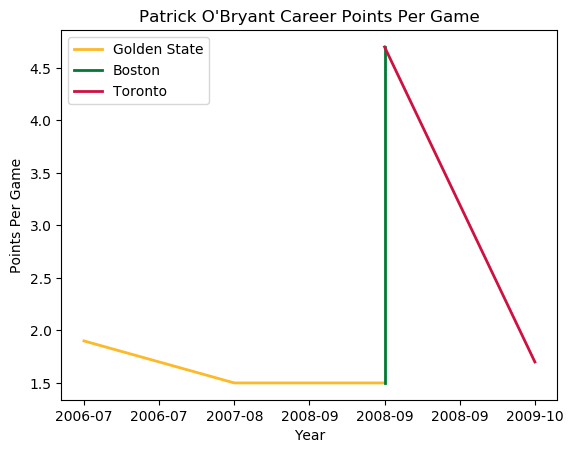 Patrick O'Bryant Career Points Per Game
Golden State
Boston
Toronto
Points Per Game
4.5
4.0
3.5
3.0
2.5
2.0
1.5
2006-07 2006-07 2007-08 2008-09 2008-09 2008-09 2009-10
Year